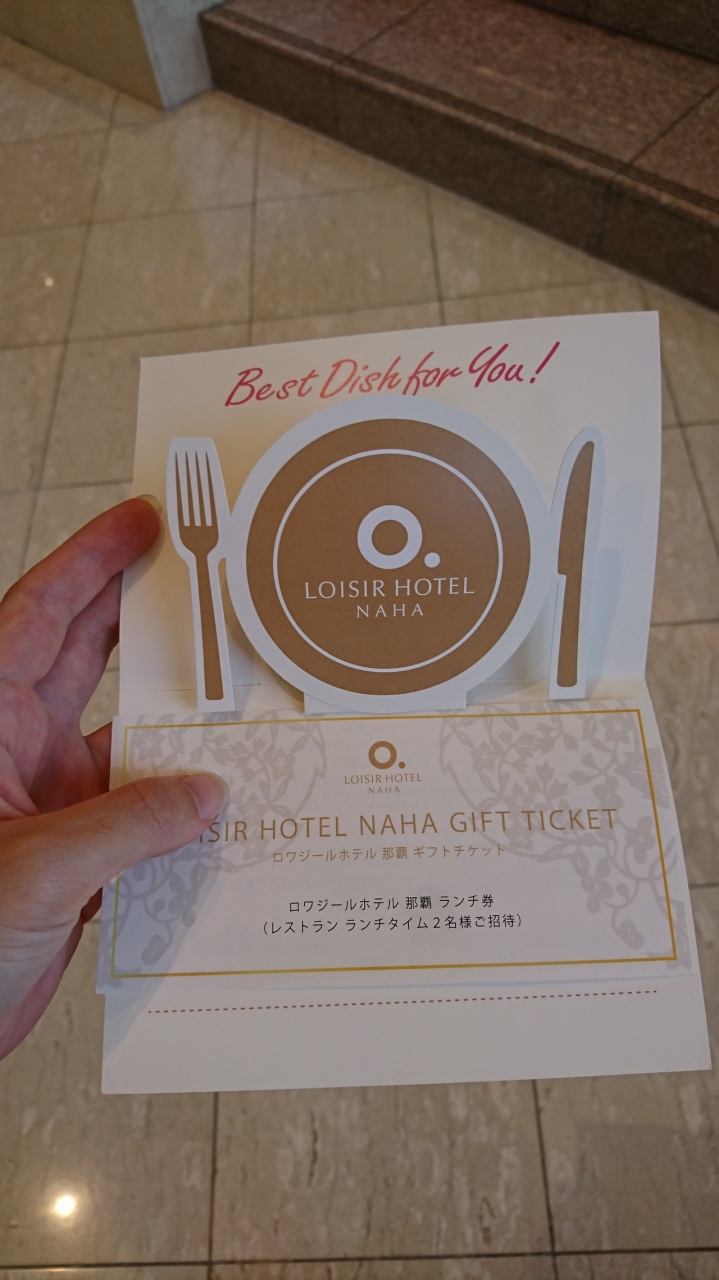 Best Dish for You!
LOISIR HOTEL
NAHA
LOISIR HOTEL
NAHA
HOTEL NAHA GIFT TICKET
ロワジールホテル 那覇 ギフトチケット
ロワジールホテル 那覇 ランチ券
（レストラン ランチタイム２名様ご招待）